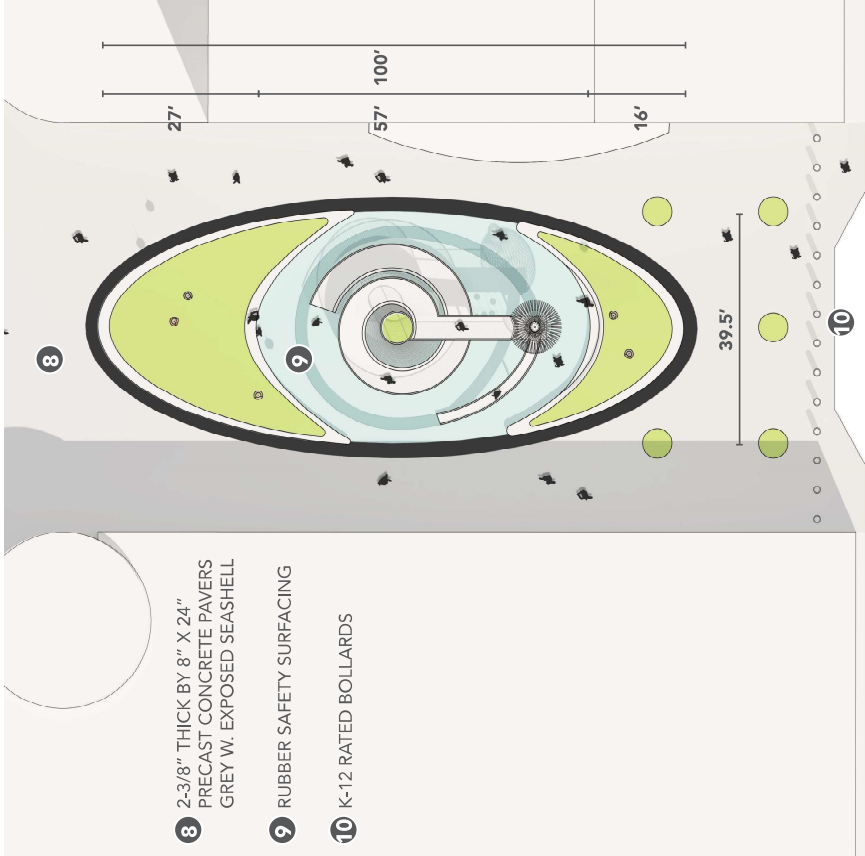 100'
27'
57'
16'
39.5'
8
9
10
8 2-3/8" THICK BY 8" X 24"
PRECAST CONCRETE PAVERS
GREY W. EXPOSED SEASHELL
9 RUBBER SAFETY SURFACING
10 K-12 RATED BOLLARDS